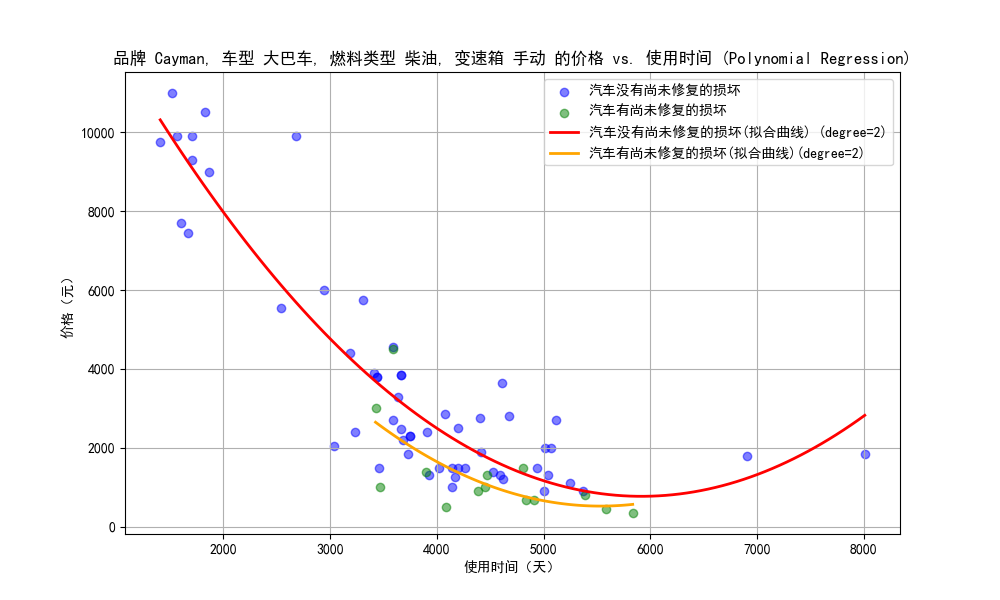 品牌 Cayman, 车型 大巴车, 燃料类型 柴油, 变速箱 手动 的价格 vs. 使用时间 (Polynomial Regression)
汽车没有尚未修复的损坏
汽车有尚未修复的损坏
汽车没有尚未修复的损坏(拟合曲线) (degree=2)
汽车有尚未修复的损坏(拟合曲线)(degree=2)
价格（元）
10000
8000
6000
4000
2000
0
2000 3000 4000 5000 6000 7000 8000
使用时间（天）